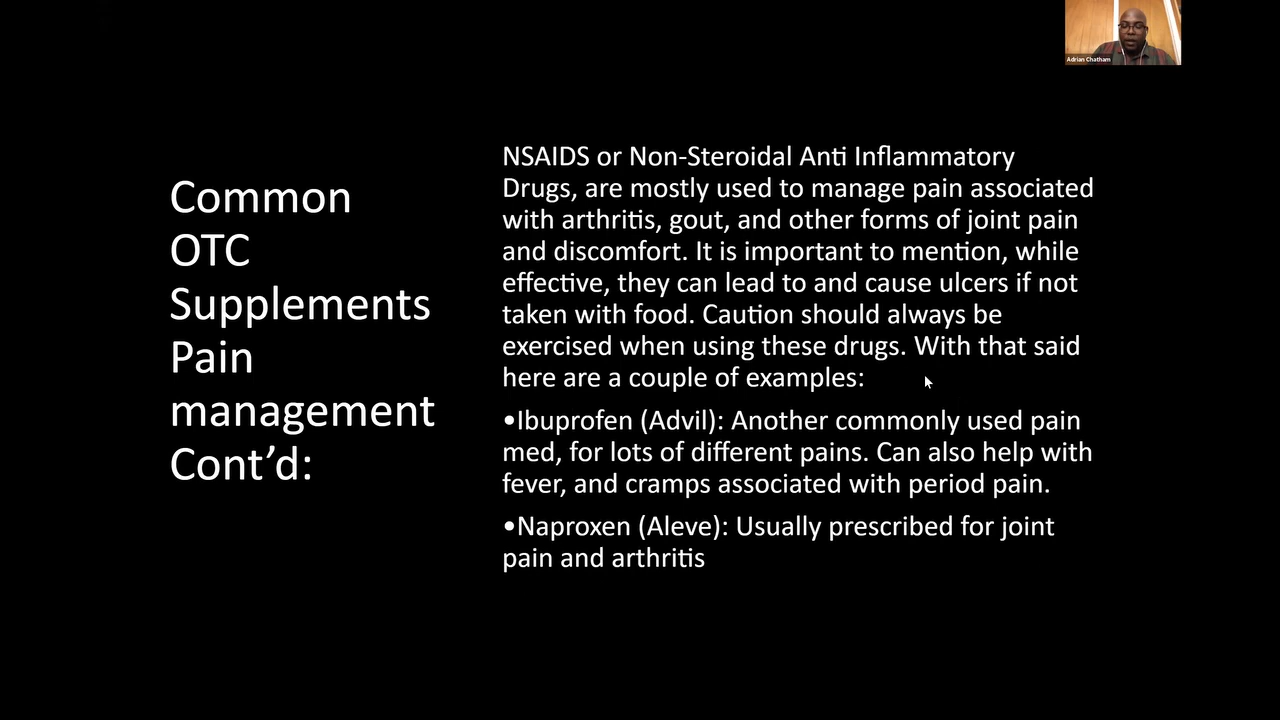 Adrian Chatham
Common
OTC
Supplements
Pain
management
Cont’d:
NSAIDS or Non-Steroidal Anti Inflammatory
Drugs, are mostly used to manage pain associated
with arthritis, gout, and other forms of joint pain
and discomfort. It is important to mention, while
effective, they can lead to and cause ulcers if not
taken with food. Caution should always be
exercised when using these drugs. With that said
here are a couple of examples:
•Ibuprofen (Advil): Another commonly used pain
med, for lots of different pains. Can also help with
fever, and cramps associated with period pain.
•Naproxen (Aleve): Usually prescribed for joint
pain and arthritis